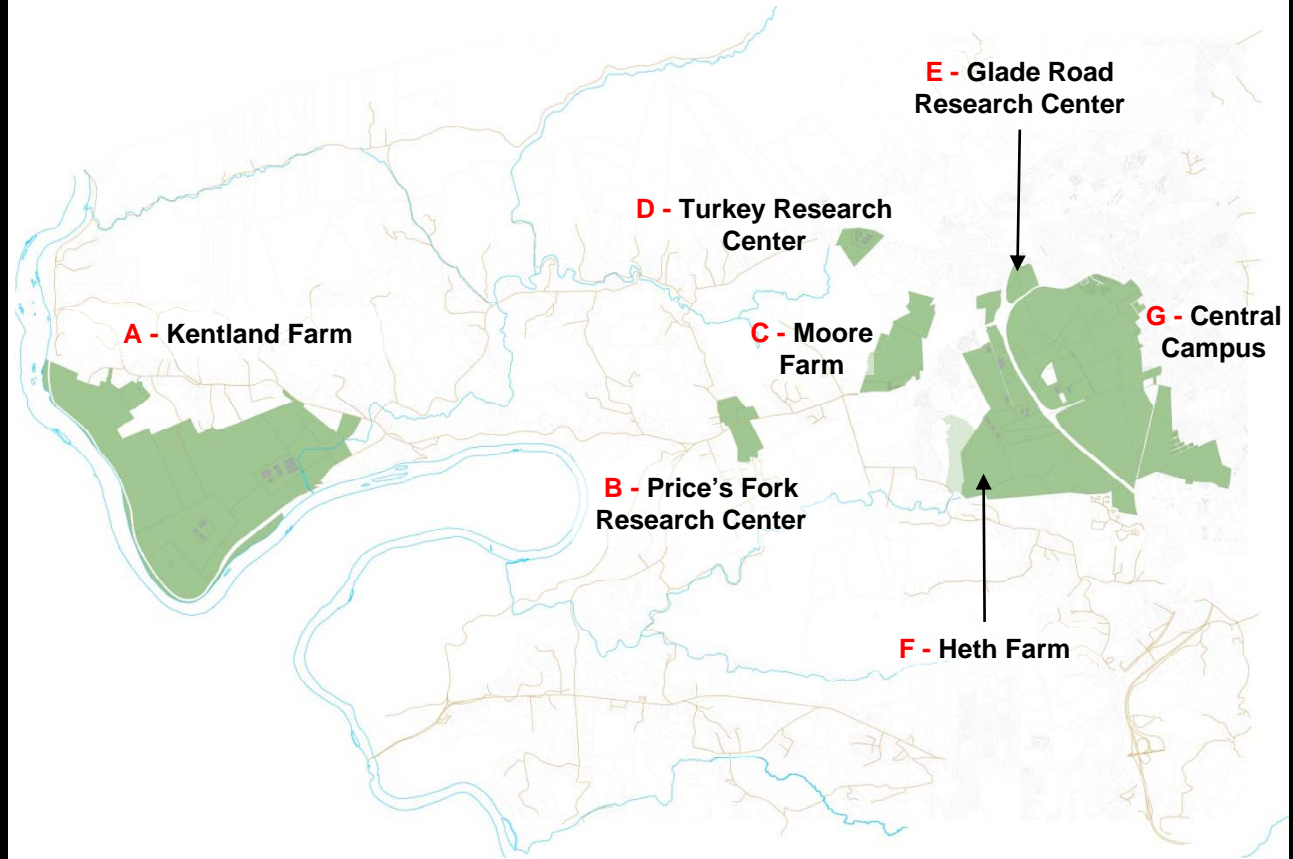 E - Glade Road
Research Center
D - Turkey Research
Center
A - Kentland Farm
C - Moore
Farm
G - Central
Campus
B - Price’s Fork
Research Center
F - Heth Farm